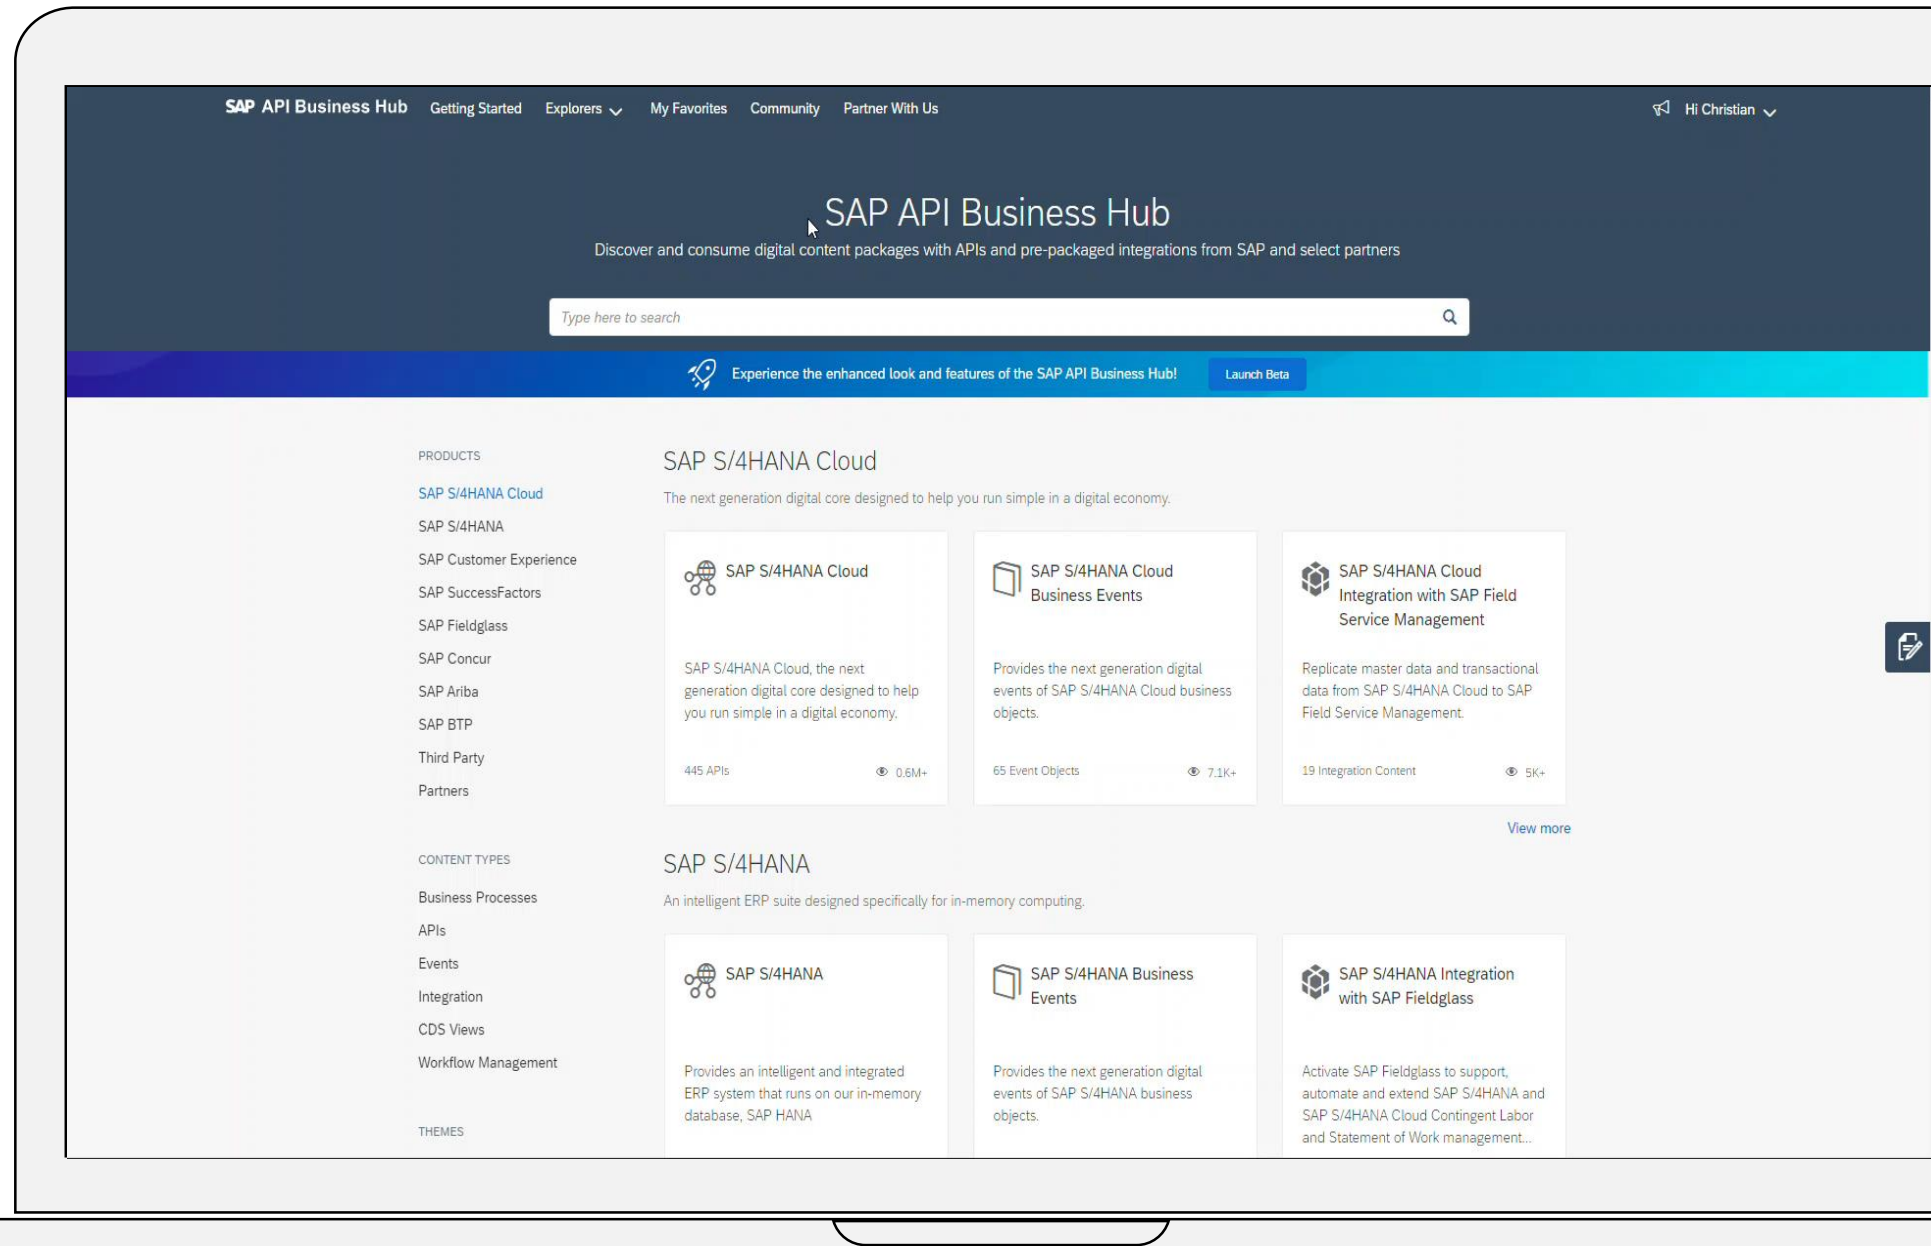 SAP API Business Hub Getting Started Explorers My Favorites Community Partner With Us Hi Christian
SAP API Business Hub
Discover and consume digital content packages with APIs and pre-packaged integrations from SAP and select partners
Type here to search
Experience the enhanced look and features of the SAP API Business Hub! Launch Beta
PRODUCTS
SAP S/4HANA Cloud
SAP S/4HANA
SAP Customer Experience
SAP SuccessFactors
SAP Fieldglass
SAP Concur
SAP Ariba
SAP BTP
Third Party
Partners
CONTENT TYPES
Business Processes
APIs
Events
Integration
CDS Views
Workflow Management
THEMES
SAP S/4HANA Cloud
The next generation digital core designed to help you run simple in a digital economy.
SAP S/4HANA Cloud
SAP S/4HANA Cloud, the next
generation digital core designed to help
you run simple in a digital economy.
445 APIs 0.6M+
SAP S/4HANA Cloud
Business Events
Provides the next generation digital
events of SAP S/4HANA Cloud business
objects.
65 Event Objects 7.1K+
SAP S/4HANA Cloud
Integration with SAP Field
Service Management
Replicate master data and transactional
data from SAP S/4HANA Cloud to SAP
Field Service Management.
19 Integration Content 5K+
View more
SAP S/4HANA
An intelligent ERP suite designed specifically for in-memory computing.
SAP S/4HANA
Provides an intelligent and integrated
ERP system that runs on our in-memory
database, SAP HANA
SAP S/4HANA Business
Events
Provides the next generation digital
events of SAP S/4HANA business
objects.
SAP S/4HANA Integration
with SAP Fieldglass
Activate SAP Fieldglass to support,
automate and extend SAP S/4HANA and
SAP S/4HANA Cloud Contingent Labor
and Statement of Work management...